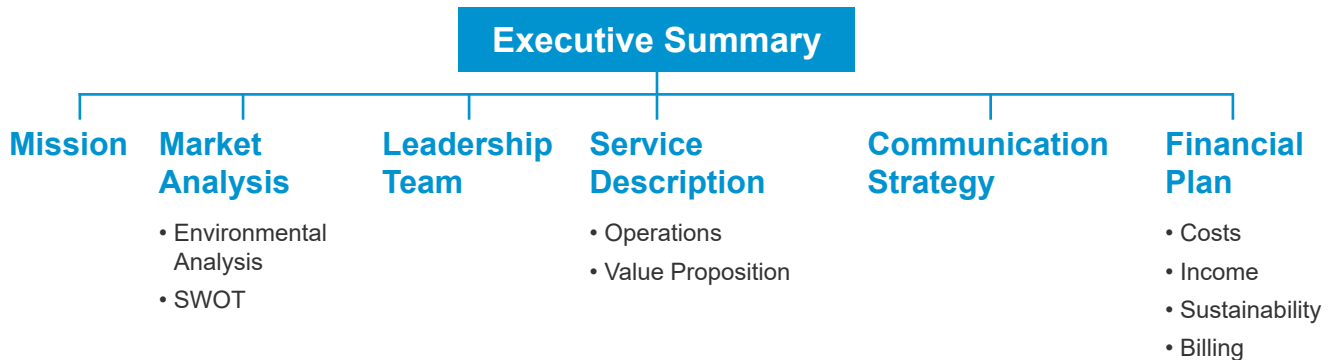 Executive Summary
Mission
Market
Analysis
• Environmental
Analysis
• SWOT
Leadership
Team
Service
Description
• Operations
• Value Proposition
Communication
Strategy
Financial
Plan
• Costs
• Income
• Sustainability
• Billing